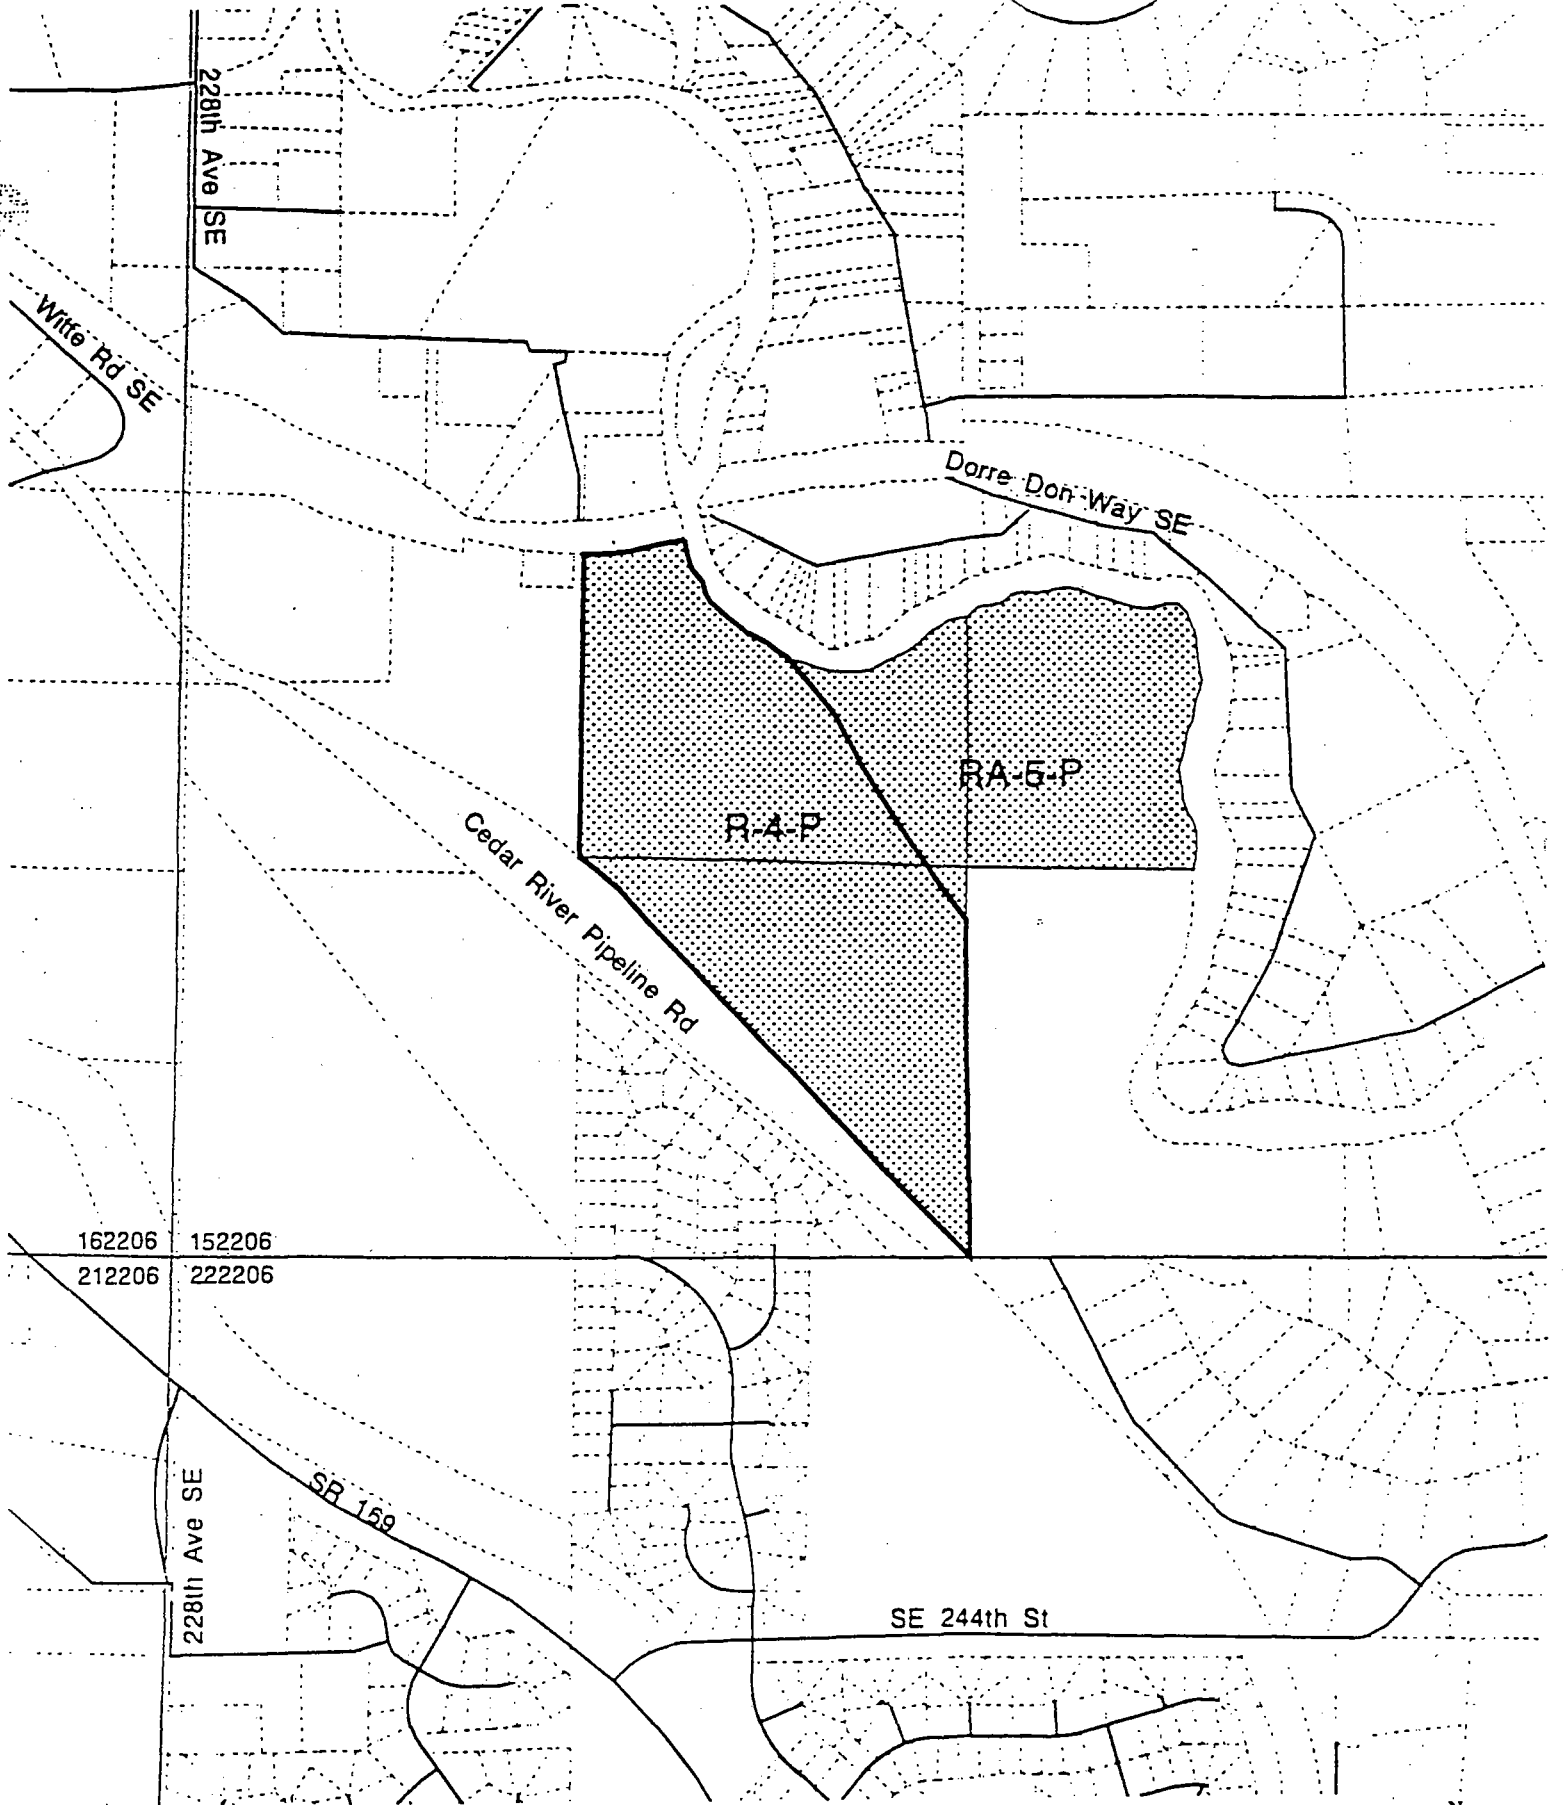 228th Ave SE
Witte Rd SE
Dorre Don Way SE
RA-5-P
R-4-P
Cedar River Pipeline Rd
162206 152206
212206 222206
SR 169
228th Ave SE
SE 244th St